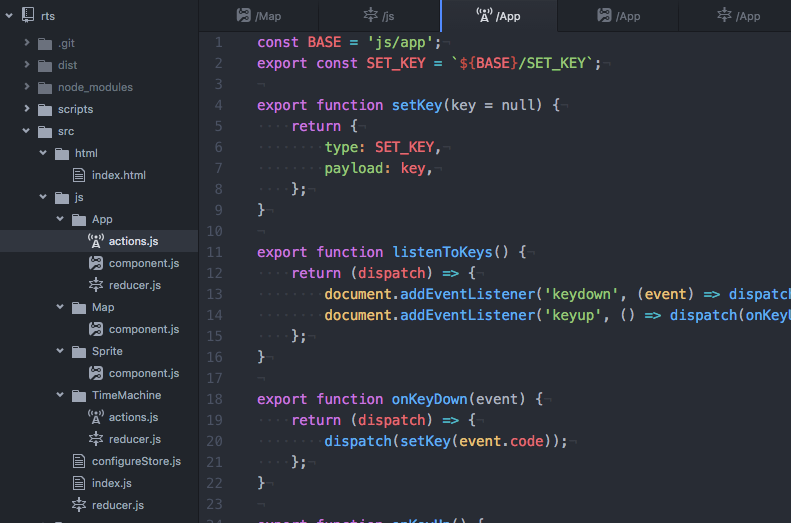 rts
.git
dist
node_modules
scripts
src
html
index.html
js
App
actions.js
component.js
reducer.js
Map
component.js
Sprite
component.js
TimeMachine
actions.js
reducer.js
configureStore.js
index.js
reducer.js
/Map
/js
/App
/App
/App
1 const BASE = 'js/app';¬
2 export const SET_KEY = `${BASE}/SET_KEY`;¬
3 ¬
4 export function setKey(key = null) {¬
5 ····return {¬
6 ········type: SET_KEY,¬
7 ········payload: key,¬
8 ····};¬
9 }¬
10 ¬
11 export function listenToKeys() {¬
12 ····return (dispatch) => {¬
13 ········document.addEventListener('keydown', (event) => dispatch
14 ········document.addEventListener('keyup', () => dispatch(onKeyU
15 ····};¬
16 }¬
17 ¬
18 export function onKeyDown(event) {¬
19 ····return (dispatch) => {¬
20 ········dispatch(setKey(event.code));¬
21 ····};¬
22 }¬
23 ¬
24 export function onKeyUp() {¬